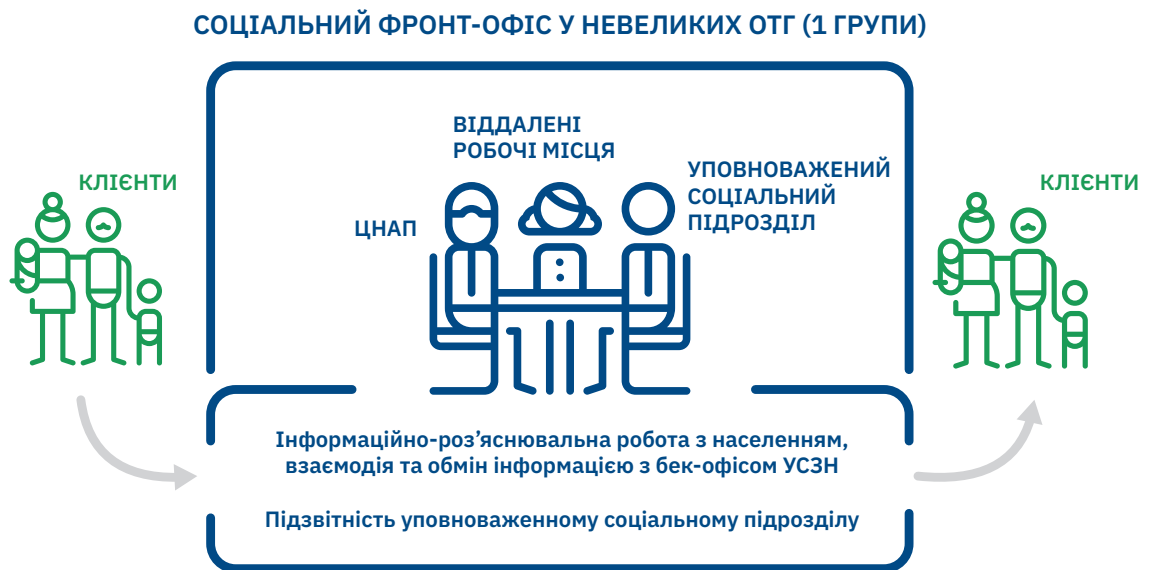 СОЦІАЛЬНИЙ ФРОНТ-ОФІС У НЕВЕЛИКИХ ОТГ (1 ГРУПИ)
КЛІЄНТИ
ЦНАП
ВІДДАЛЕНІ
РОБОЧІ МІСЦЯ
УПОВНОВАЖЕНИЙ
СОЦІАЛЬНИЙ
ПІДРОЗДІЛ
КЛІЄНТИ
Інформаційно-роз’яснювальна робота з населенням,
взаємодія та обмін інформацією з бек-офісом УСЗН
Підзвітність уповноваженному соціальному підрозділу